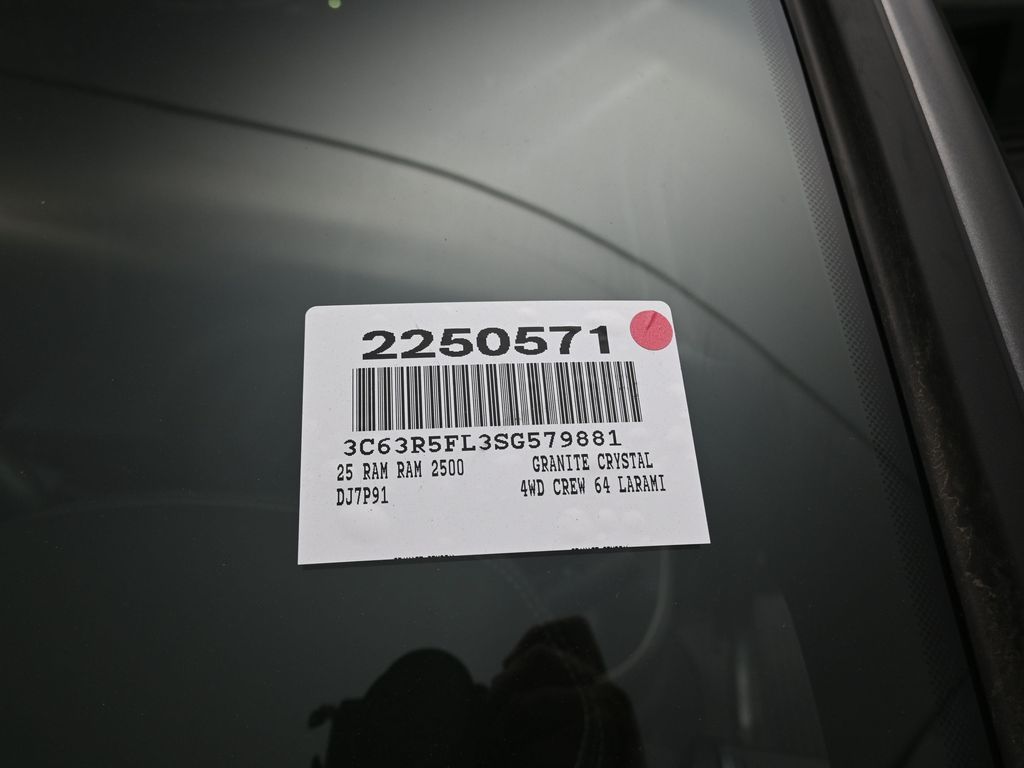 2250571
3C63R5FL3SG579881
25 RAM RAM 2500 GRANITE CRYSTAL
DJ7P91 4WD CREW 64 LARAMI